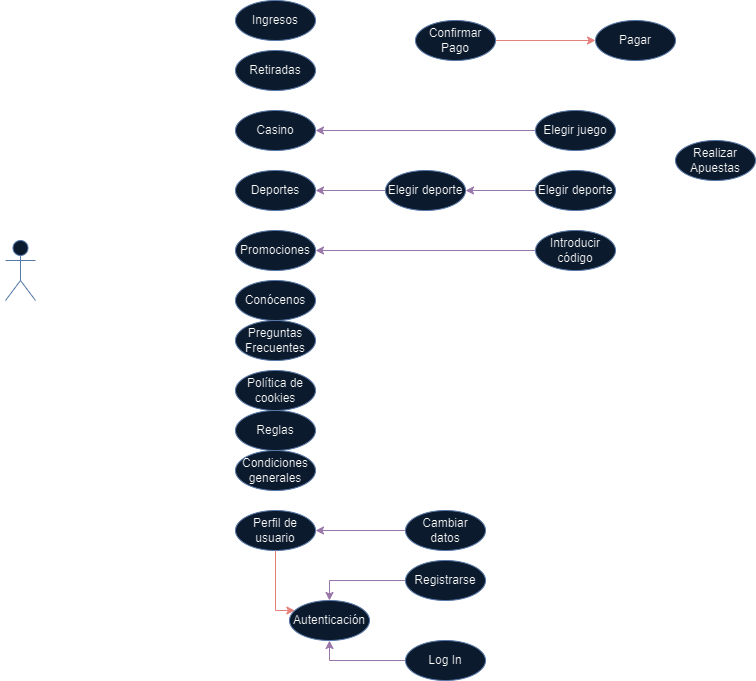 Ingresos
Confirmar
Pago
Pagar
Retiradas
Casino
Elegir juego
Realizar
Apuestas
Deportes
Elegir deporte
Elegir deporte
Promociones
Introducir
código
Conócenos
Preguntas
Frecuentes
Política de
cookies
Reglas
Condiciones
generales
Perfil de
usuario
Cambiar
datos
Registrarse
Autenticación
Log In